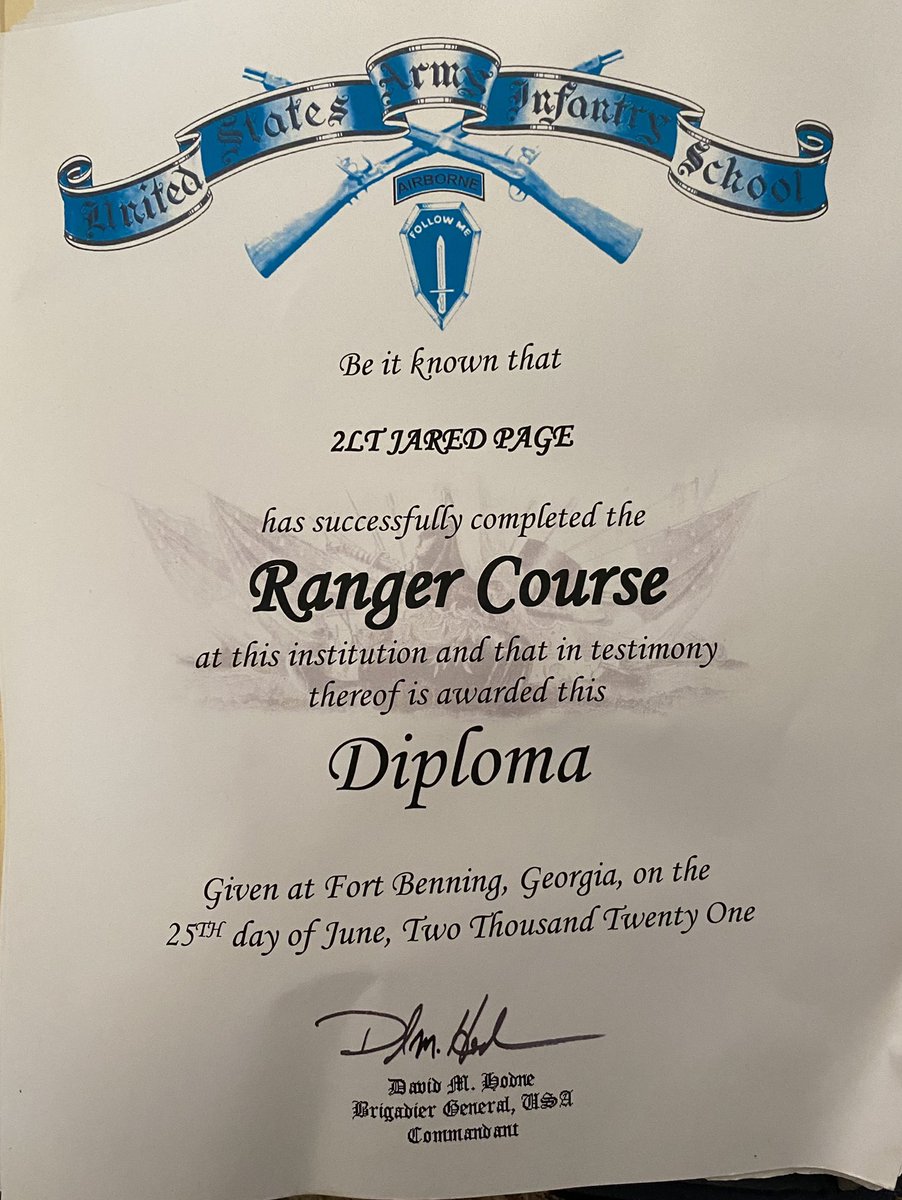 United States Army Infantry School
AIRBORNE
FOLLOW ME
Be it known that
2LT JARED PAGE
has successfully completed the
Ranger Course
at this institution and that in testimony
thereof is awarded this
Diploma
Given at Fort Benning, Georgia, on the
25TH day of June, Two Thousand Twenty One
David M. Hodne
Brigadier General, USA
Commandant